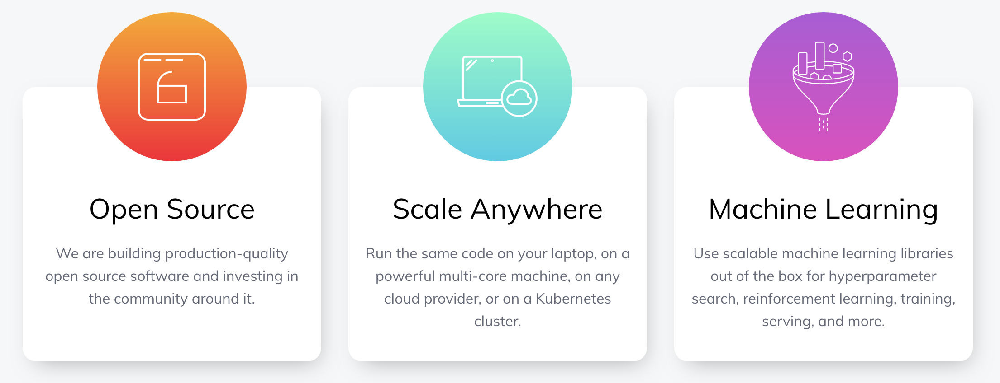 Open Source
We are building production-quality
open source software and investing in
the community around it.
Scale Anywhere
Run the same code on your laptop, on a
powerful multi-core machine, on any
cloud provider, or on a Kubernetes
cluster.
Machine Learning
Use scalable machine learning libraries
out of the box for hyperparameter
search, reinforcement learning, training,
serving, and more.